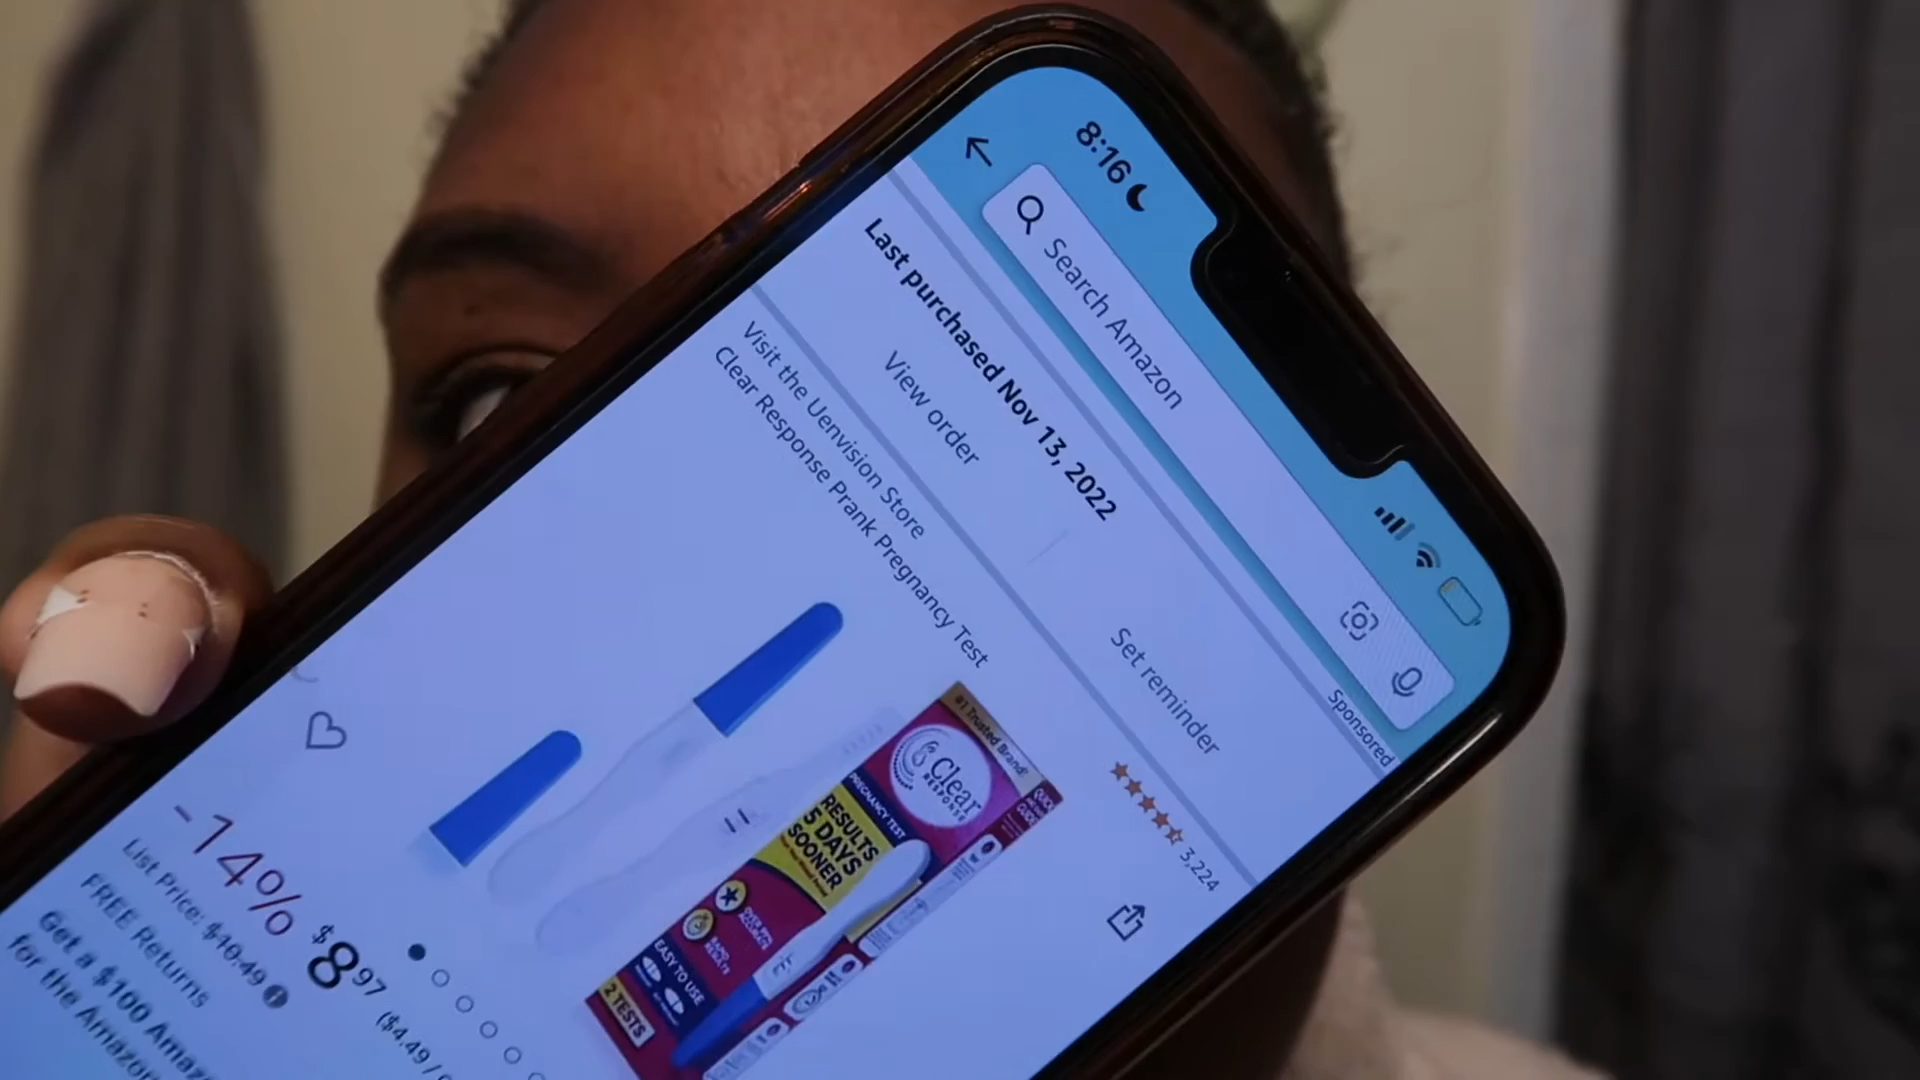 8:16
Search Amazon
Sponsored
Last purchased Nov 13, 2022
View order
Set reminder
Visit the Uenvision Store
Clear Response Prank Pregnancy Test
3,224
#1 Trusted Brand!
Clear
RESPONSE
PREGNANCY TEST
RESULTS
5 DAYS
SOONER
EASY TO USE
2 TESTS
-14% $8.97 ($4.49 /
List Price: $10.49
FREE Returns
Get a $100 Amaz
for the Amazon